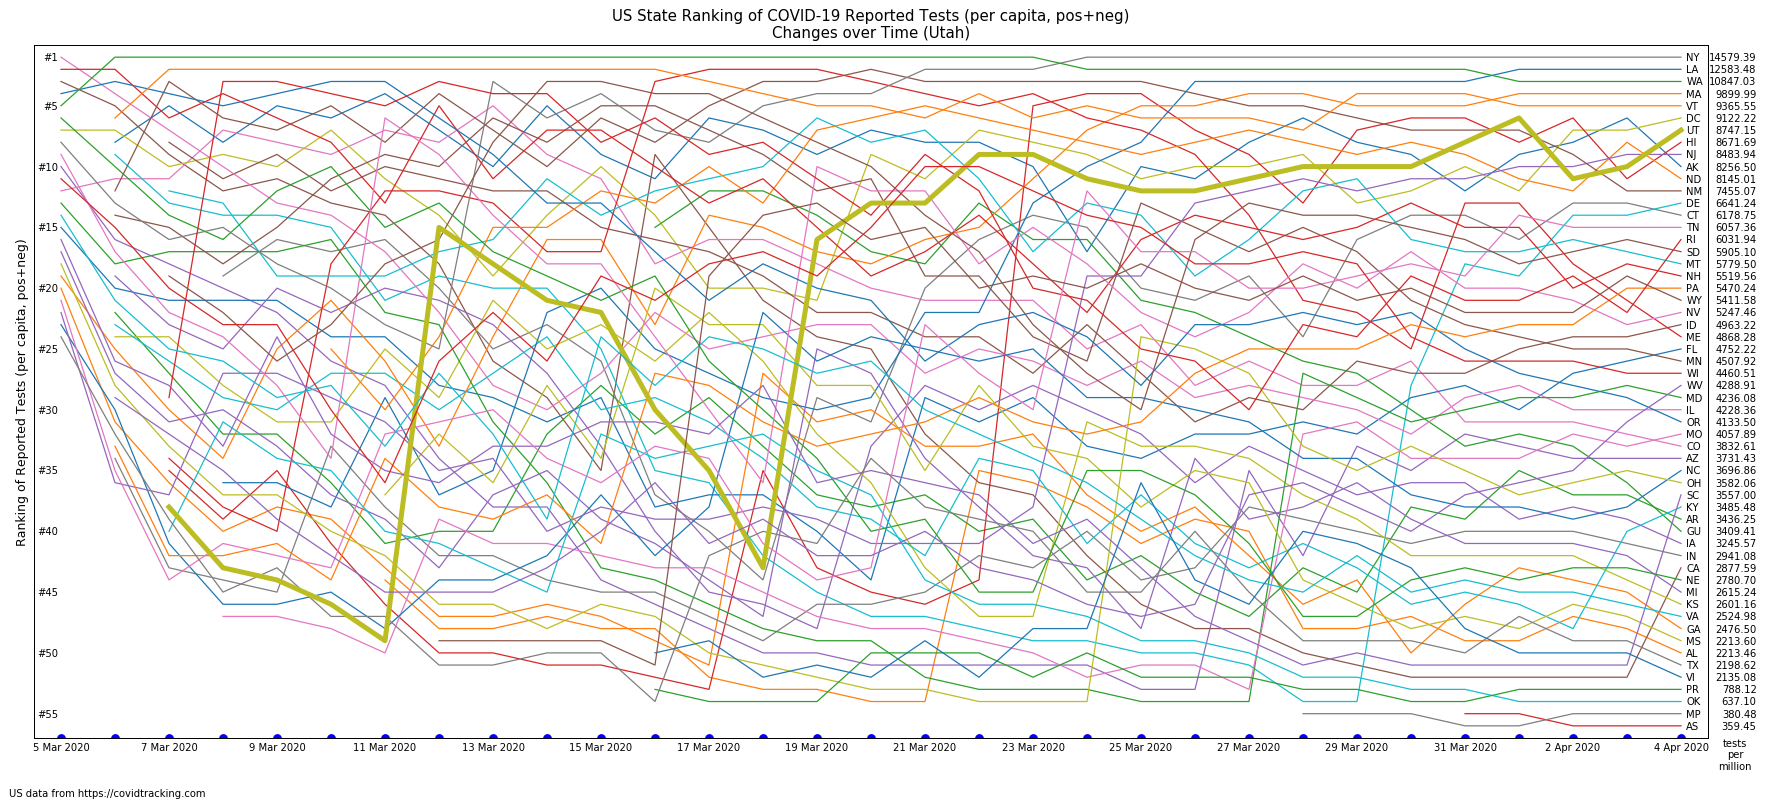 US State Ranking of COVID-19 Reported Tests (per capita, pos+neg)
Changes over Time (Utah)
Ranking of Reported Tests (per capita, pos+neg)
#1
#5
#10
#15
#20
#25
#30
#35
#40
#45
#50
#55
NY 14579.39
LA 12583.48
WA 10847.03
MA 9899.99
VT 9365.55
DC 9122.22
UT 8747.15
HI 8671.69
NJ 8483.94
AK 8256.50
ND 8145.01
NM 7455.07
DE 6641.24
CT 6178.75
TN 6057.36
RI 6031.94
SD 5905.10
MT 5779.50
NH 5519.56
PA 5470.24
WY 5411.58
NV 5247.46
ID 4963.22
ME 4868.28
FL 4752.22
MN 4507.92
WI 4460.51
WV 4288.91
MD 4236.08
IL 4228.36
OR 4133.50
MO 4057.89
CO 3832.61
AZ 3731.43
NC 3696.86
OH 3582.06
SC 3557.00
KY 3485.48
AR 3436.25
GU 3409.41
IA 3245.57
IN 2941.08
CA 2877.59
NE 2780.70
MI 2615.24
KS 2601.16
VA 2524.98
GA 2476.50
MS 2213.60
AL 2213.46
TX 2198.62
VI 2135.08
PR 788.12
OK 637.10
MP 380.48
AS 359.45
5 Mar 2020 7 Mar 2020 9 Mar 2020 11 Mar 2020 13 Mar 2020 15 Mar 2020 17 Mar 2020 19 Mar 2020 21 Mar 2020 23 Mar 2020 25 Mar 2020 27 Mar 2020 29 Mar 2020 31 Mar 2020 2 Apr 2020 4 Apr 2020
tests
per
million
US data from https://covidtracking.com